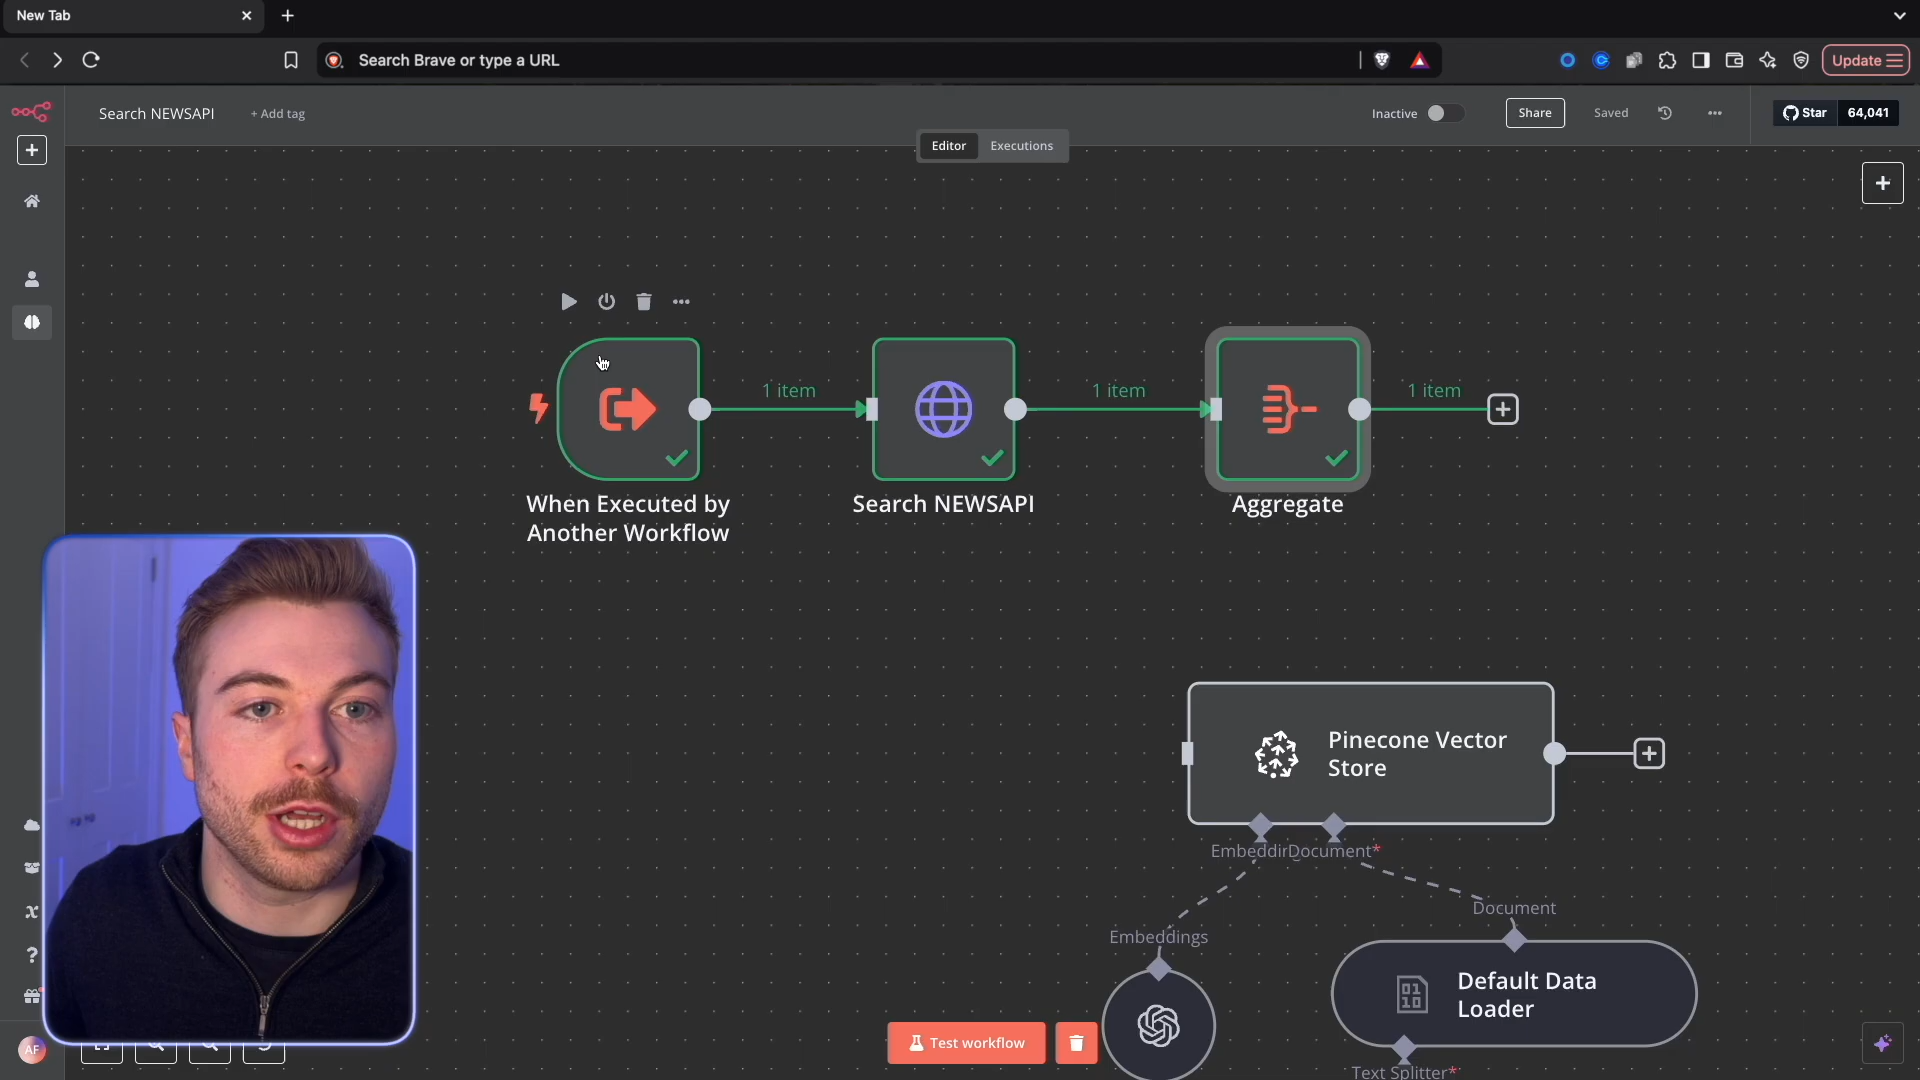 New Tab
Search Brave or type a URL
Update
Search NEWSAPI
+ Add tag
Inactive
Share
Saved
Star
64,041
Editor
Executions
1 item
1 item
1 item
When Executed by
Another Workflow
Search NEWSAPI
Aggregate
Pinecone Vector
Store
EmbeddirDocument*
Document
Embeddings
Default Data
Loader
01
10
Text Splitter*
Test workflow
AF